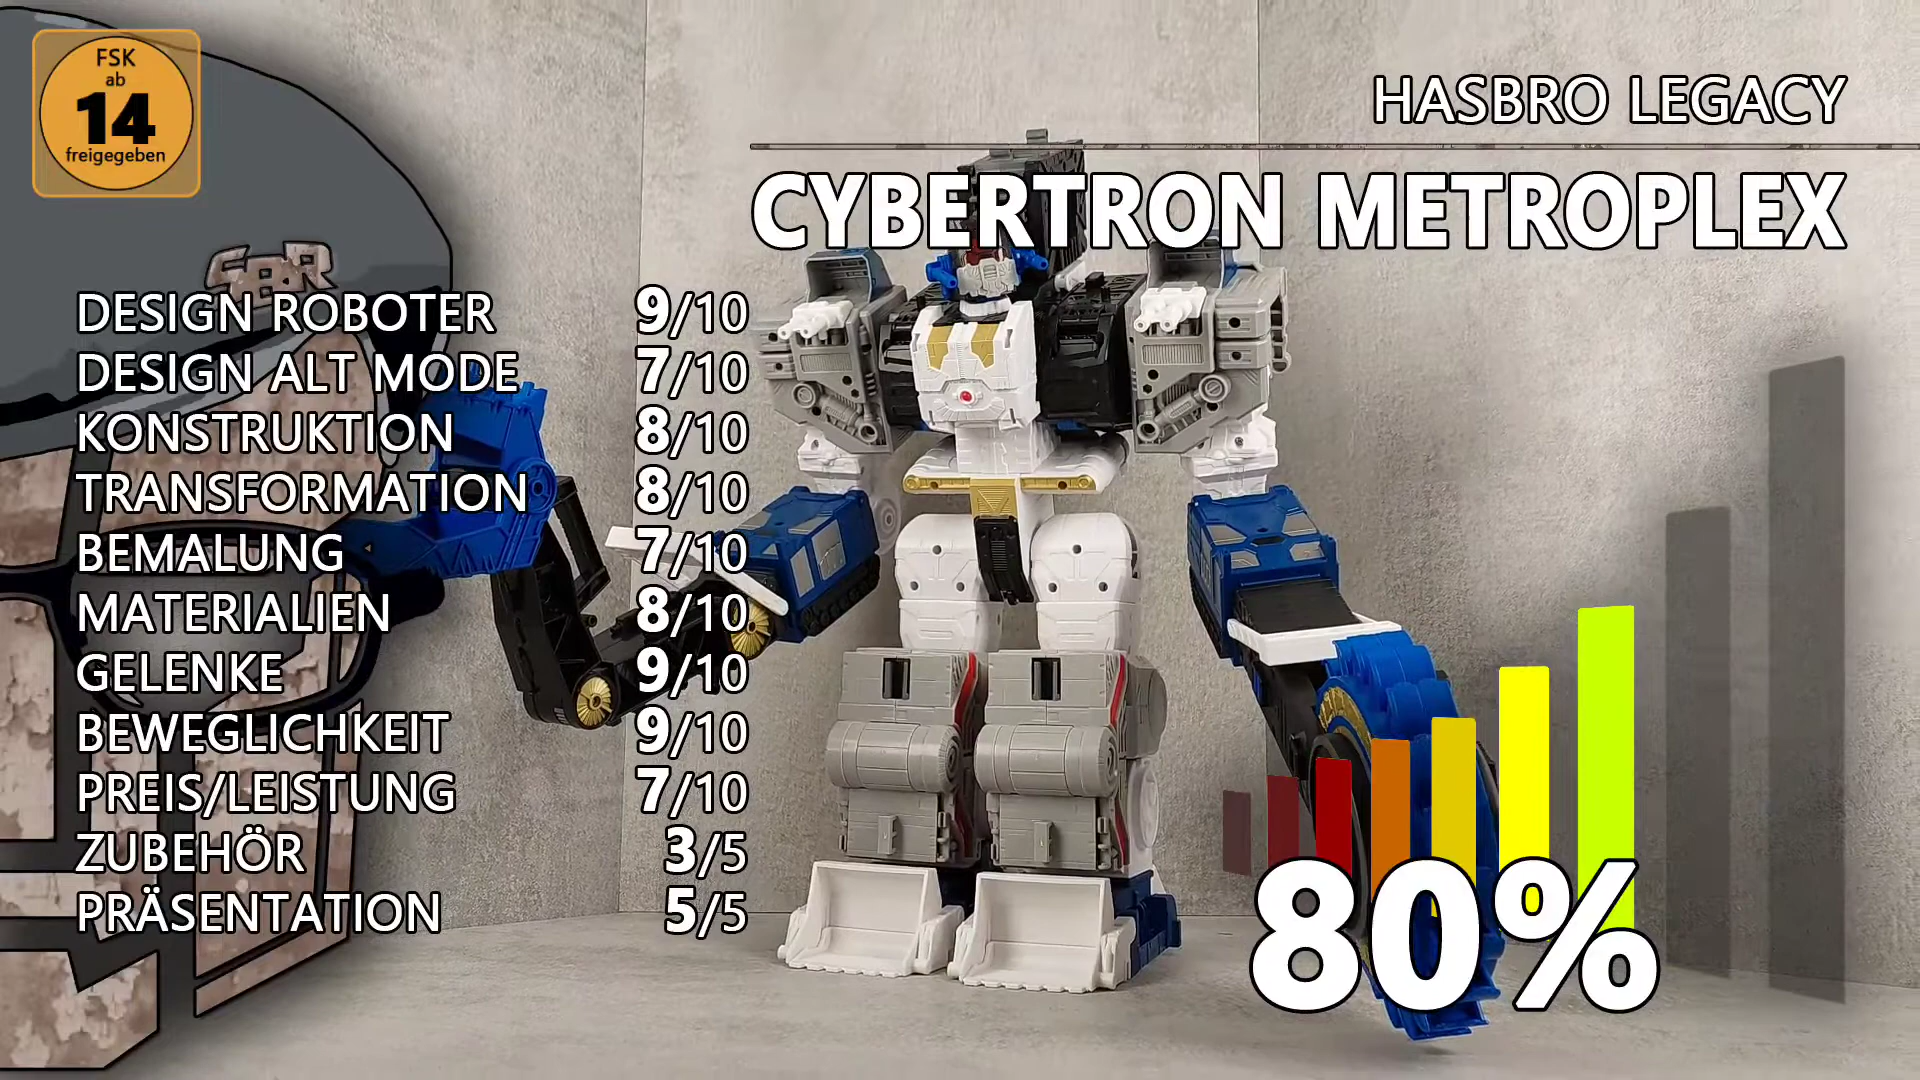 FSK
ab
14
freigegeben
HASBRO LEGACY
CYBERTRON METROPLEX
SBR
DESIGN ROBOTER 9/10
DESIGN ALT MODE 7/10
KONSTRUKTION 8/10
TRANSFORMATION 8/10
BEMALUNG 7/10
MATERIALIEN 8/10
GELENKE 9/10
BEWEGLICHKEIT 9/10
PREIS/LEISTUNG 7/10
ZUBEHÖR 3/5
PRÄSENTATION 5/5
80%